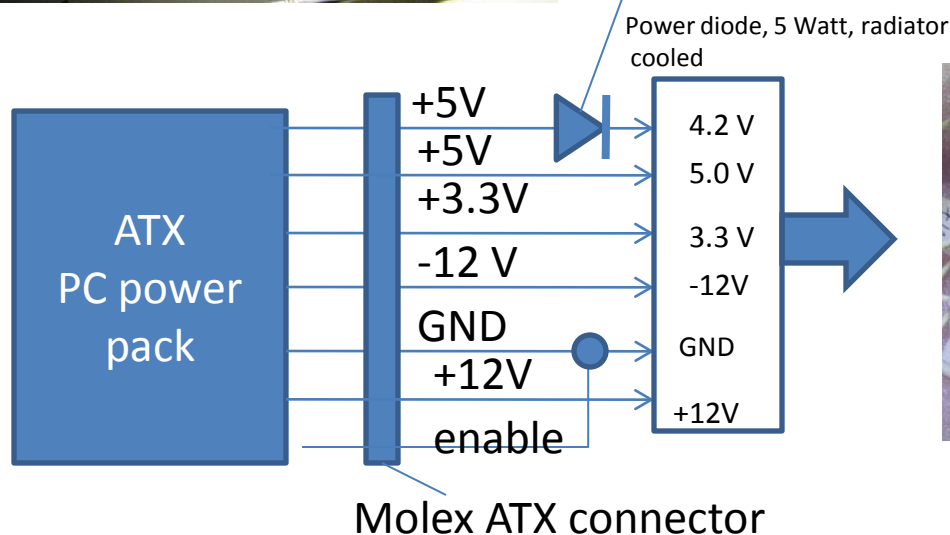 Power diode, 5 Watt, radiator
cooled
+5V
4.2 V
+5V
5.0 V
+3.3V
3.3 V
ATX
PC power
pack
-12 V
-12V
GND
GND
+12V
+12V
enable
Molex ATX connector